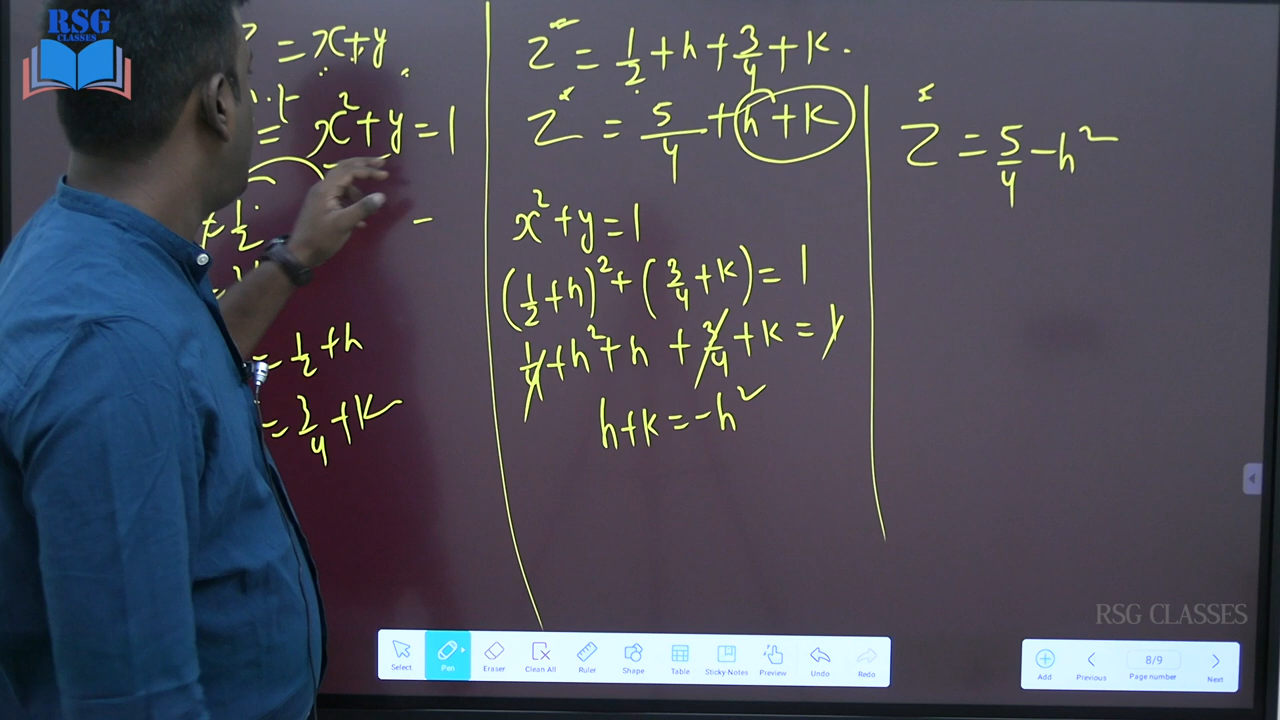 RSG
CLASSES
= x+y
= x² + y = 1
= 1/2
= 1/2 + h
= 3/4 + k
z* = 1/2 + h + 3/4 + k.
z* = 5/4 + h + k
x² + y = 1
(1/2 + h)² + (3/4 + k) = 1
1/4 + h² + h + 3/4 + k = 1
h + k = -h²
z* = 5/4 - h²
RSG CLASSES
Select
Pen
Eraser
Clean All
Ruler
Shape
Table
Sticky Notes
Preview
Undo
Redo
Add
Previous
8/9
Page number
Next